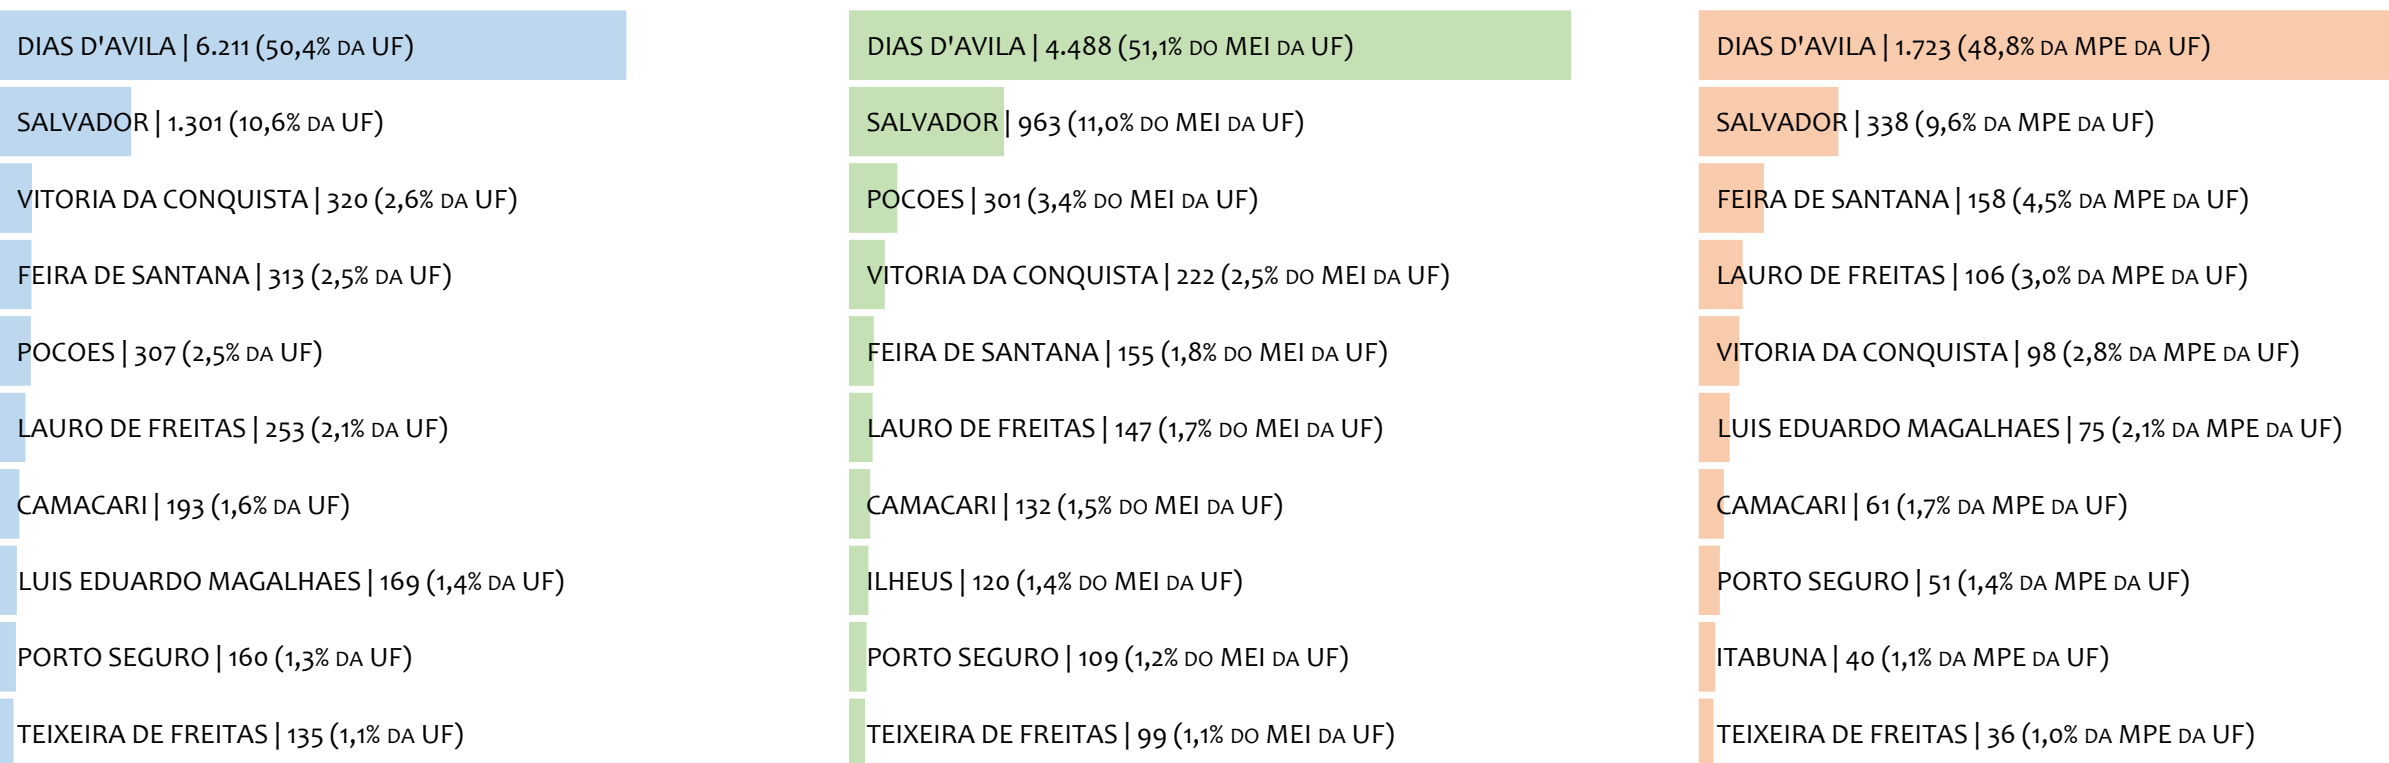 DIAS D'AVILA | 6.211 (50,4% DA UF)
SALVADOR | 1.301 (10,6% DA UF)
VITORIA DA CONQUISTA | 320 (2,6% DA UF)
FEIRA DE SANTANA | 313 (2,5% DA UF)
POCOES | 307 (2,5% DA UF)
LAURO DE FREITAS | 253 (2,1% DA UF)
CAMACARI | 193 (1,6% DA UF)
LUIS EDUARDO MAGALHAES | 169 (1,4% DA UF)
PORTO SEGURO | 160 (1,3% DA UF)
TEIXEIRA DE FREITAS | 135 (1,1% DA UF)
DIAS D'AVILA | 4.488 (51,1% DO MEI DA UF)
SALVADOR | 963 (11,0% DO MEI DA UF)
POCOES | 301 (3,4% DO MEI DA UF)
VITORIA DA CONQUISTA | 222 (2,5% DO MEI DA UF)
FEIRA DE SANTANA | 155 (1,8% DO MEI DA UF)
LAURO DE FREITAS | 147 (1,7% DO MEI DA UF)
CAMACARI | 132 (1,5% DO MEI DA UF)
ILHEUS | 120 (1,4% DO MEI DA UF)
PORTO SEGURO | 109 (1,2% DO MEI DA UF)
TEIXEIRA DE FREITAS | 99 (1,1% DO MEI DA UF)
DIAS D'AVILA | 1.723 (48,8% DA MPE DA UF)
SALVADOR | 338 (9,6% DA MPE DA UF)
FEIRA DE SANTANA | 158 (4,5% DA MPE DA UF)
LAURO DE FREITAS | 106 (3,0% DA MPE DA UF)
VITORIA DA CONQUISTA | 98 (2,8% DA MPE DA UF)
LUIS EDUARDO MAGALHAES | 75 (2,1% DA MPE DA UF)
CAMACARI | 61 (1,7% DA MPE DA UF)
PORTO SEGURO | 51 (1,4% DA MPE DA UF)
ITABUNA | 40 (1,1% DA MPE DA UF)
TEIXEIRA DE FREITAS | 36 (1,0% DA MPE DA UF)